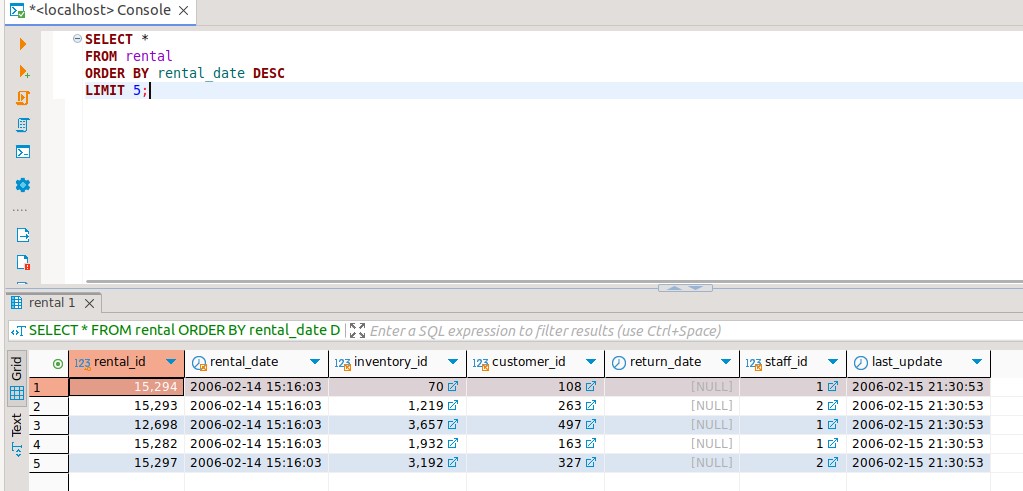 *<localhost> Console
SELECT *
FROM rental
ORDER BY rental_date DESC
LIMIT 5;
rental 1
SELECT * FROM rental ORDER BY rental_date D Enter a SQL expression to filter results (use Ctrl+Space)
Grid
Text
123 rental_id rental_date 123 inventory_id 123 customer_id return_date 123 staff_id last_update
1 15,294 2006-02-14 15:16:03 70 108 [NULL] 1 2006-02-15 21:30:53
2 15,293 2006-02-14 15:16:03 1,219 263 [NULL] 2 2006-02-15 21:30:53
3 12,698 2006-02-14 15:16:03 3,657 497 [NULL] 1 2006-02-15 21:30:53
4 15,282 2006-02-14 15:16:03 1,932 163 [NULL] 1 2006-02-15 21:30:53
5 15,297 2006-02-14 15:16:03 3,192 327 [NULL] 2 2006-02-15 21:30:53